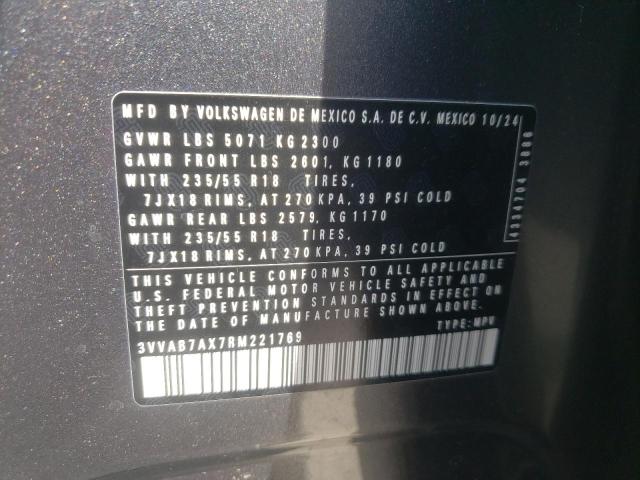 MFD BY VOLKSWAGEN DE MEXICO S.A. DE C.V. MEXICO 10/24
GVWR LBS 5071 KG 2300
GAWR FRONT LBS 2601, KG 1180
WITH 235/55 R18 TIRES,
7JX18 RIMS, AT 270 KPA, 39 PSI COLD
GAWR REAR LBS 2579, KG 1170
WITH 235/55 R18 TIRES,
7JX18 RIMS, AT 270 KPA, 39 PSI COLD
THIS VEHICLE CONFORMS TO ALL APPLICABLE
U.S. FEDERAL MOTOR VEHICLE SAFETY AND
THEFT PREVENTION STANDARDS IN EFFECT ON
THE DATE OF MANUFACTURE SHOWN ABOVE.
3VVAB7AX7RM221769 TYPE: MPV